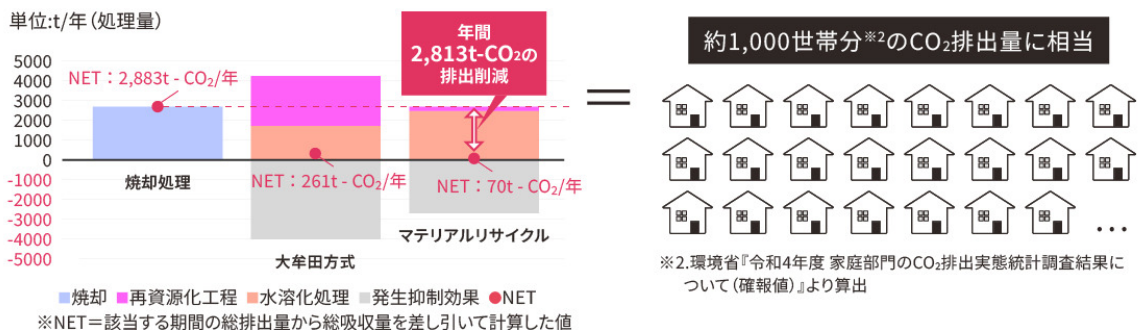 単位:t/年(処理量)
年間
2,813t-CO₂の
排出削減
5000
4000
3000
2000
1000
0
-1000
-2000
-3000
-4000
-5000
NET:2,883t - CO₂/年
焼却処理
NET:261t - CO₂/年
大牟田方式
NET:70t - CO₂/年
マテリアルリサイクル
焼却 再資源化工程 水溶化処理 発生抑制効果 NET
※NET=該当する期間の総排出量から総吸収量を差し引いて計算した値
=
約1,000世帯分※2のCO₂排出量に相当
...
※2.環境省『令和4年度 家庭部門のCO₂排出実態統計調査結果に
ついて(確報値)』より算出